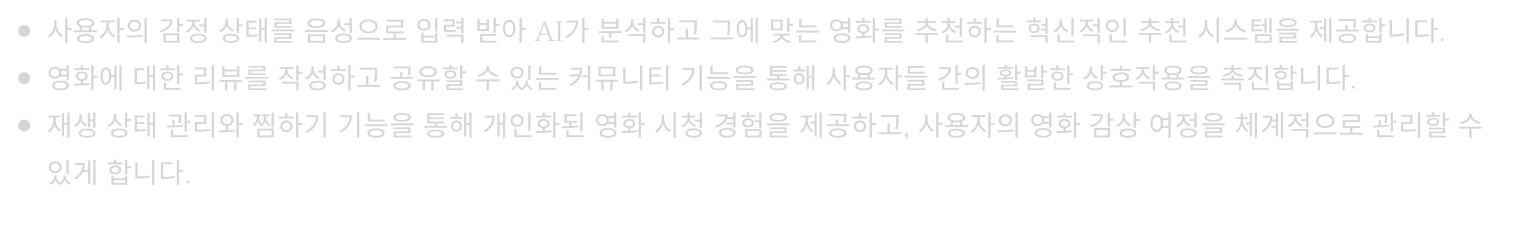 ● 사용자의 감정 상태를 음성으로 입력 받아 AI가 분석하고 그에 맞는 영화를 추천하는 혁신적인 추천 시스템을 제공합니다.
● 영화에 대한 리뷰를 작성하고 공유할 수 있는 커뮤니티 기능을 통해 사용자들 간의 활발한 상호작용을 촉진합니다.
● 재생 상태 관리와 찜하기 기능을 통해 개인화된 영화 시청 경험을 제공하고, 사용자의 영화 감상 여정을 체계적으로 관리할 수
있게 합니다.